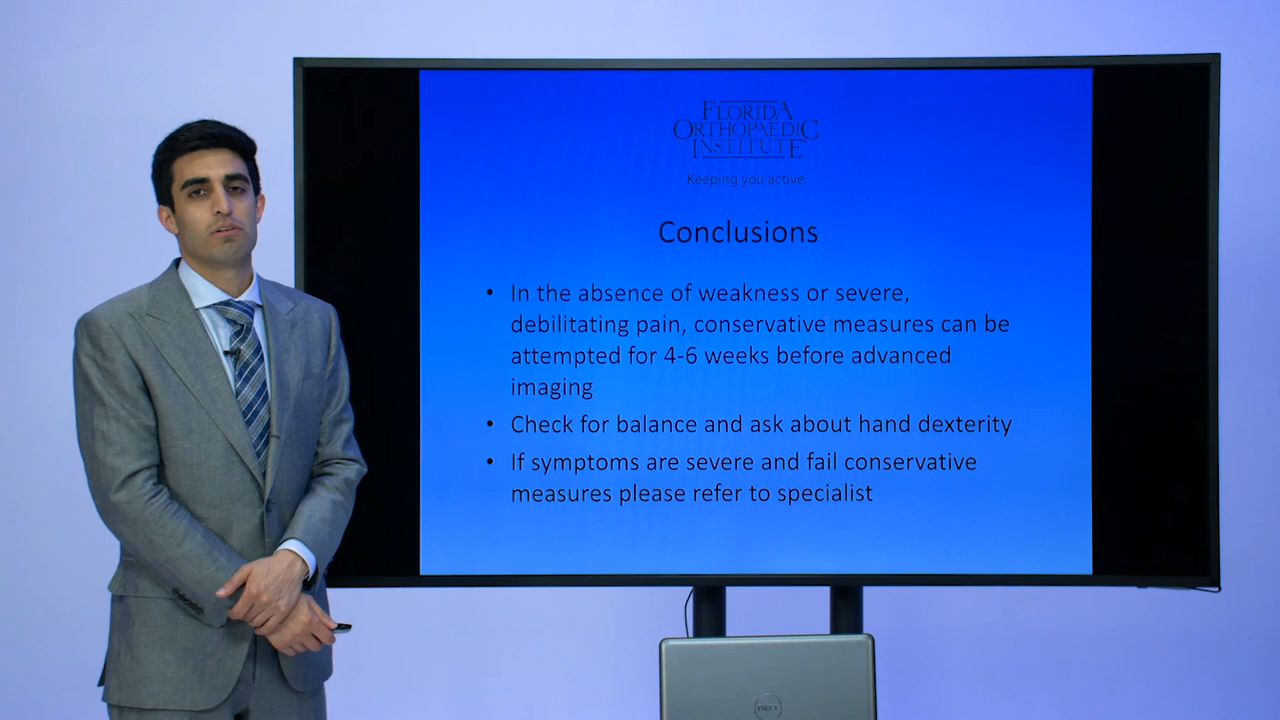 FLORIDA
ORTHOPAEDIC
INSTITUTE
Keeping you active.
Conclusions
• In the absence of weakness or severe,
debilitating pain, conservative measures can be
attempted for 4-6 weeks before advanced
imaging
• Check for balance and ask about hand dexterity
• If symptoms are severe and fail conservative
measures please refer to specialist
DELL